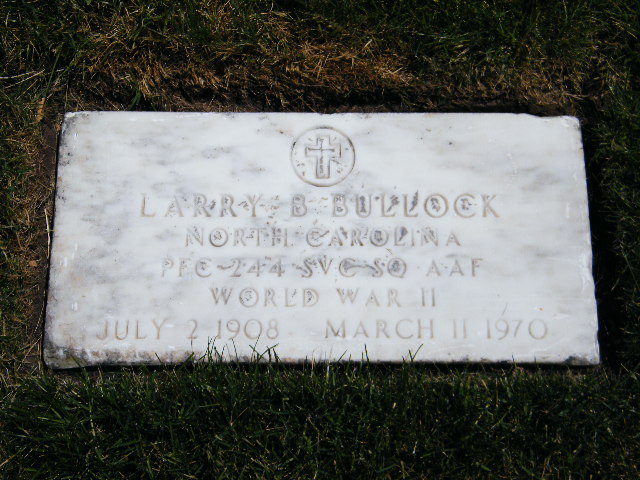 LARRY B BULLOCK
NORTH CAROLINA
PFC 244 SVC SQ AAF
WORLD WAR II
JULY 2 1908 MARCH 11 1970